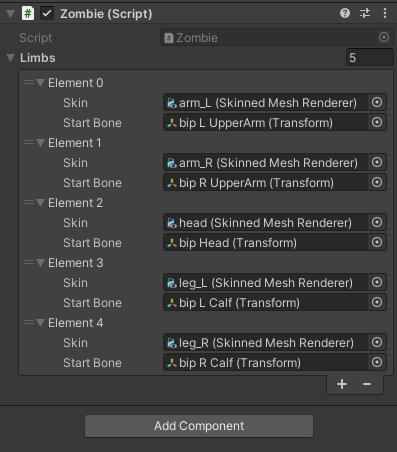 Zombie (Script)
Script Zombie
Limbs 5
Element 0
Skin arm_L (Skinned Mesh Renderer)
Start Bone bip L UpperArm (Transform)
Element 1
Skin arm_R (Skinned Mesh Renderer)
Start Bone bip R UpperArm (Transform)
Element 2
Skin head (Skinned Mesh Renderer)
Start Bone bip Head (Transform)
Element 3
Skin leg_L (Skinned Mesh Renderer)
Start Bone bip L Calf (Transform)
Element 4
Skin leg_R (Skinned Mesh Renderer)
Start Bone bip R Calf (Transform)
+ −
Add Component